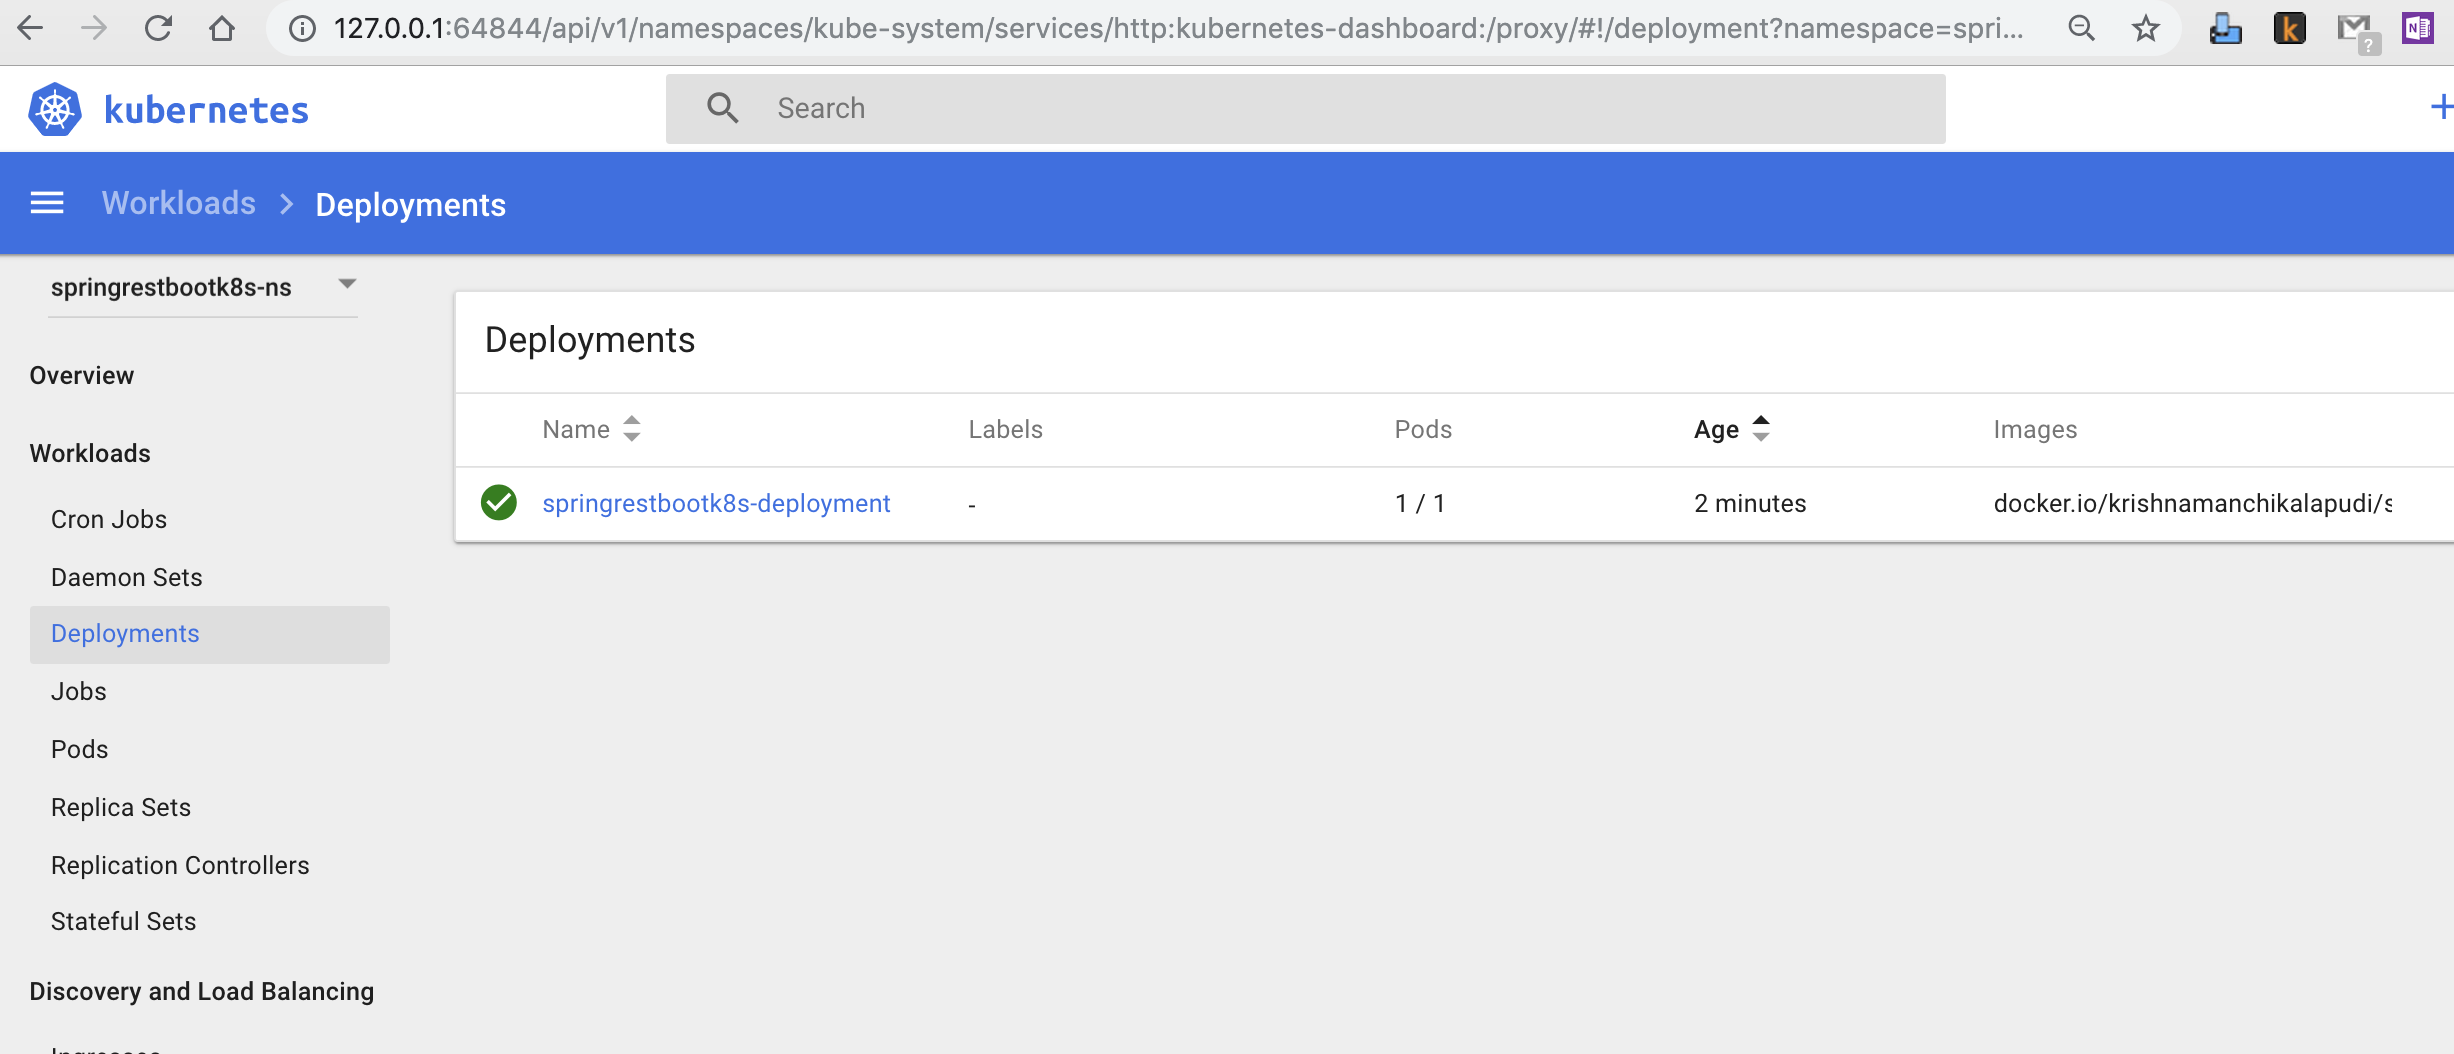 127.0.0.1:64844/api/v1/namespaces/kube-system/services/http:kubernetes-dashboard:/proxy/#!/deployment?namespace=spri...
kubernetes
Search
Workloads > Deployments
springrestbootk8s-ns
Overview
Workloads
Cron Jobs
Daemon Sets
Deployments
Jobs
Pods
Replica Sets
Replication Controllers
Stateful Sets
Discovery and Load Balancing
Deployments
Name Labels Pods Age Images
springrestbootk8s-deployment - 1 / 1 2 minutes docker.io/krishnamanchikalapudi/s